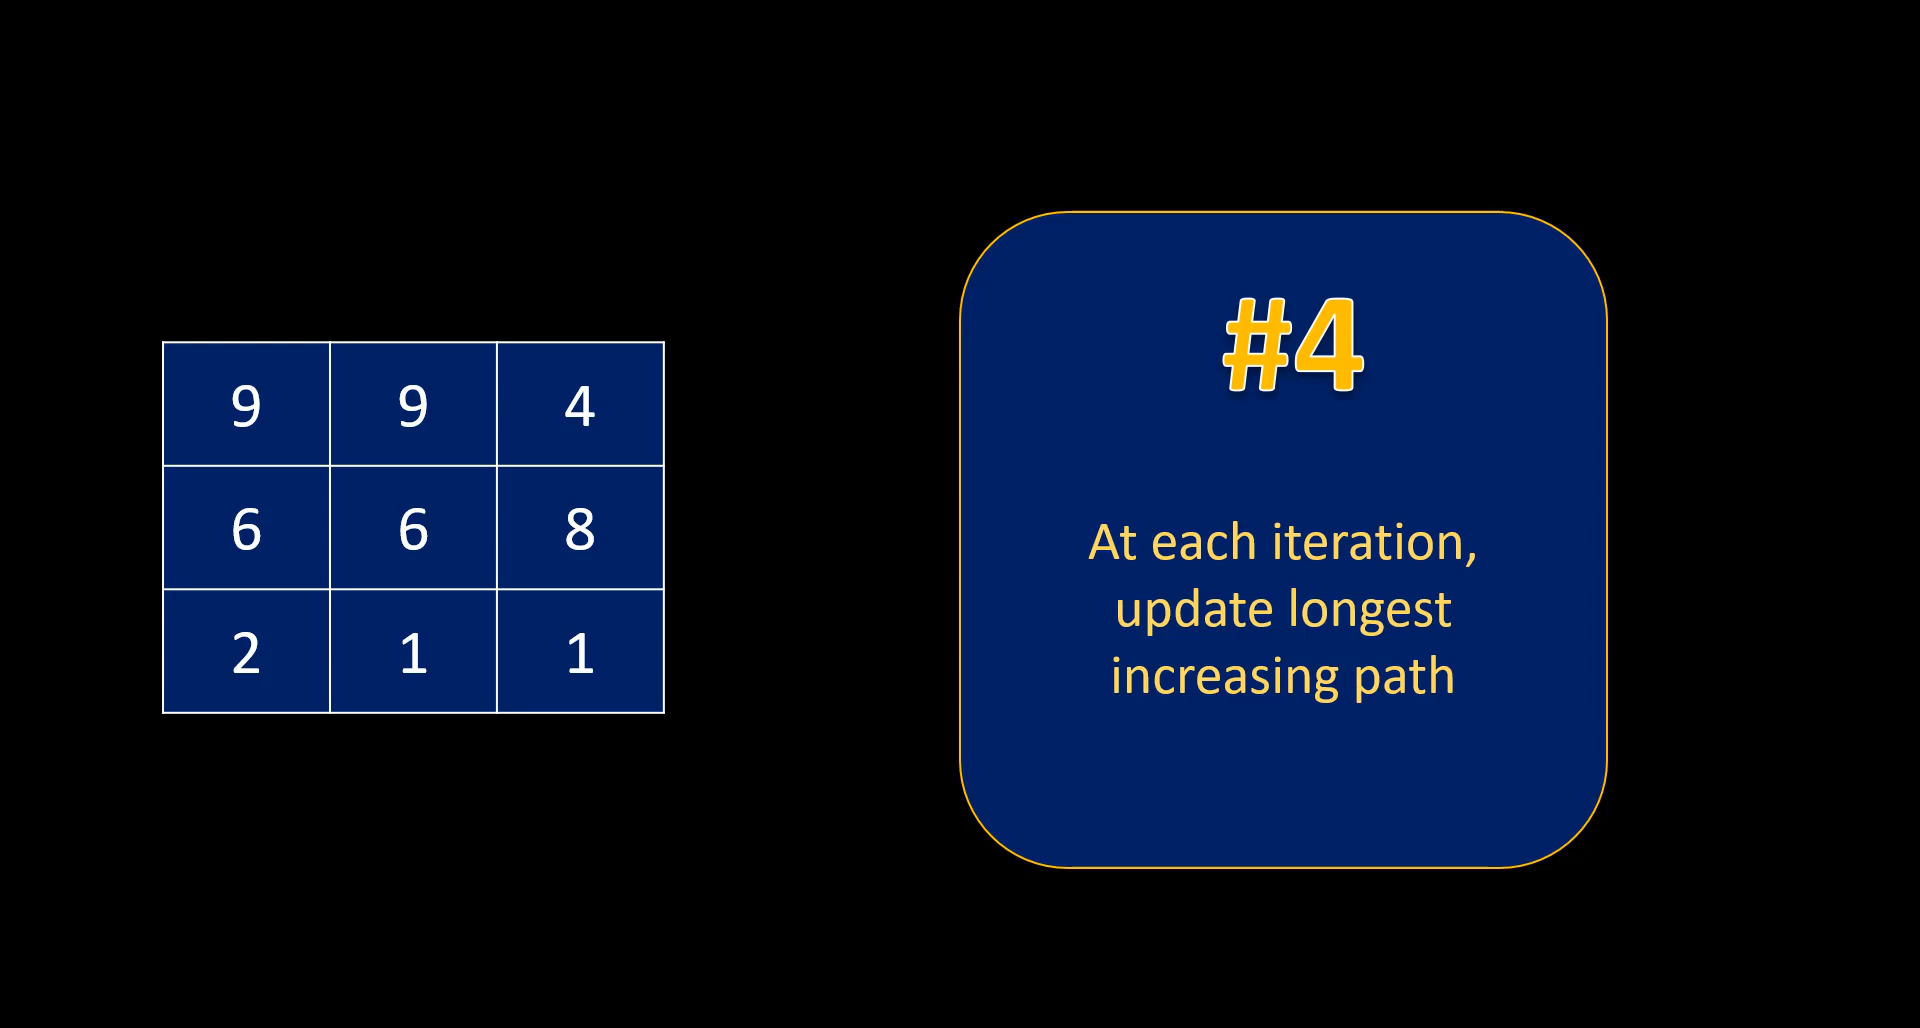 9 9 4
6 6 8
2 1 1
#4
At each iteration,
update longest
increasing path